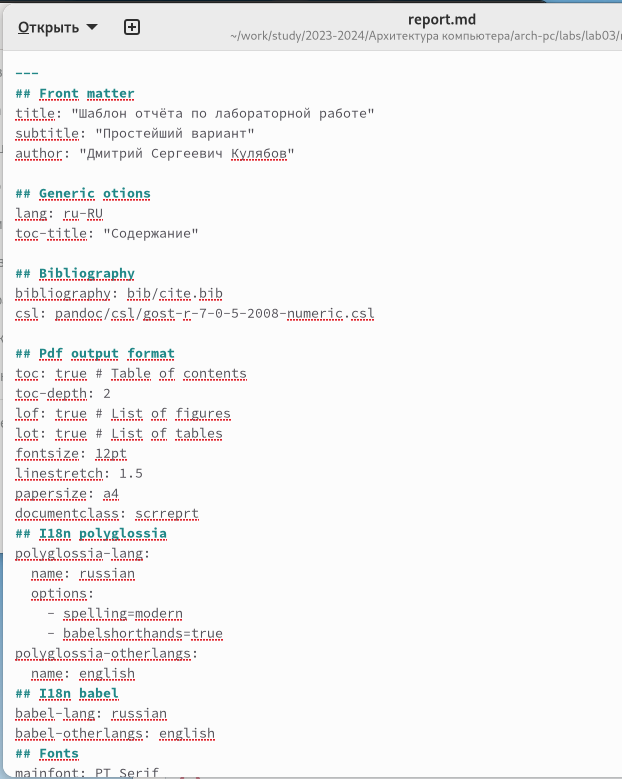 Открыть
report.md
~/work/study/2023-2024/Архитектура компьютера/arch-pc/labs/lab03/
---
## Front matter
title: "Шаблон отчёта по лабораторной работе"
subtitle: "Простейший вариант"
author: "Дмитрий Сергеевич Кулябов"
## Generic otions
lang: ru-RU
toc-title: "Содержание"
## Bibliography
bibliography: bib/cite.bib
csl: pandoc/csl/gost-r-7-0-5-2008-numeric.csl
## Pdf output format
toc: true # Table of contents
toc-depth: 2
lof: true # List of figures
lot: true # List of tables
fontsize: 12pt
linestretch: 1.5
papersize: a4
documentclass: scrreprt
## I18n polyglossia
polyglossia-lang:
  name: russian
  options:
    - spelling=modern
    - babelshorthands=true
polyglossia-otherlangs:
  name: english
## I18n babel
babel-lang: russian
babel-otherlangs: english
## Fonts
mainfont: PT Serif